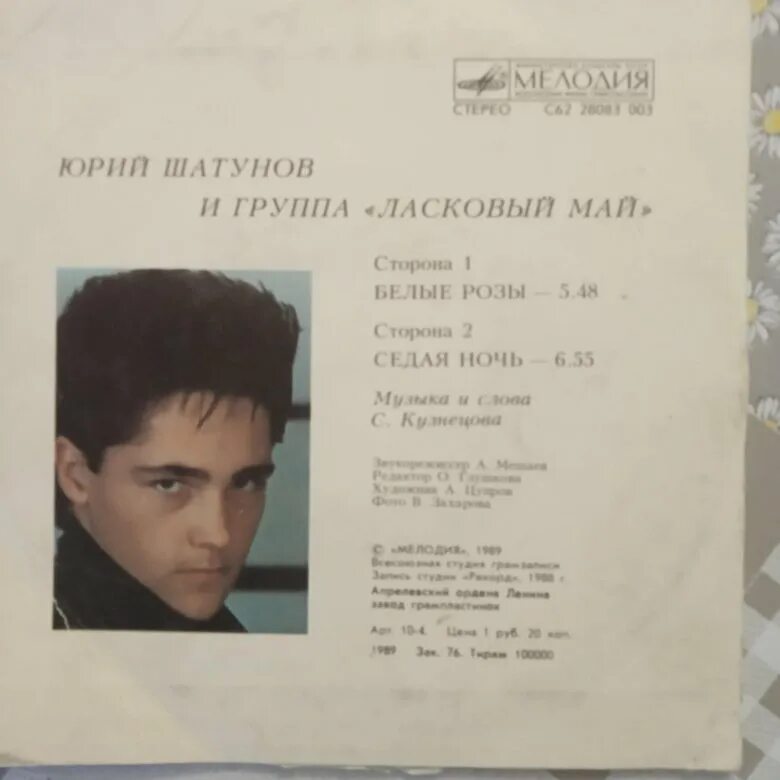 МЕЛОДИЯ
СТЕРЕО С62 28083 003
ЮРИЙ ШАТУНОВ
И ГРУППА «ЛАСКОВЫЙ МАЙ»
Сторона 1
БЕЛЫЕ РОЗЫ — 5.48
Сторона 2
СЕДАЯ НОЧЬ — 6.55
Музыка и слова
С. Кузнецова
Звукорежиссер А. Мешаев
Редактор О. Глушкова
Художник А. Цупров
Фото В. Захарова
© «МЕЛОДИЯ», 1989
Всесоюзная студия грамзаписи
Запись студии «Рекорд», 1988 г.
Апрелевский ордена Ленина
завод грампластинок
Арт. 10-4. Цена 1 руб. 20 коп.
1989 Зак. 76. Тираж 100000